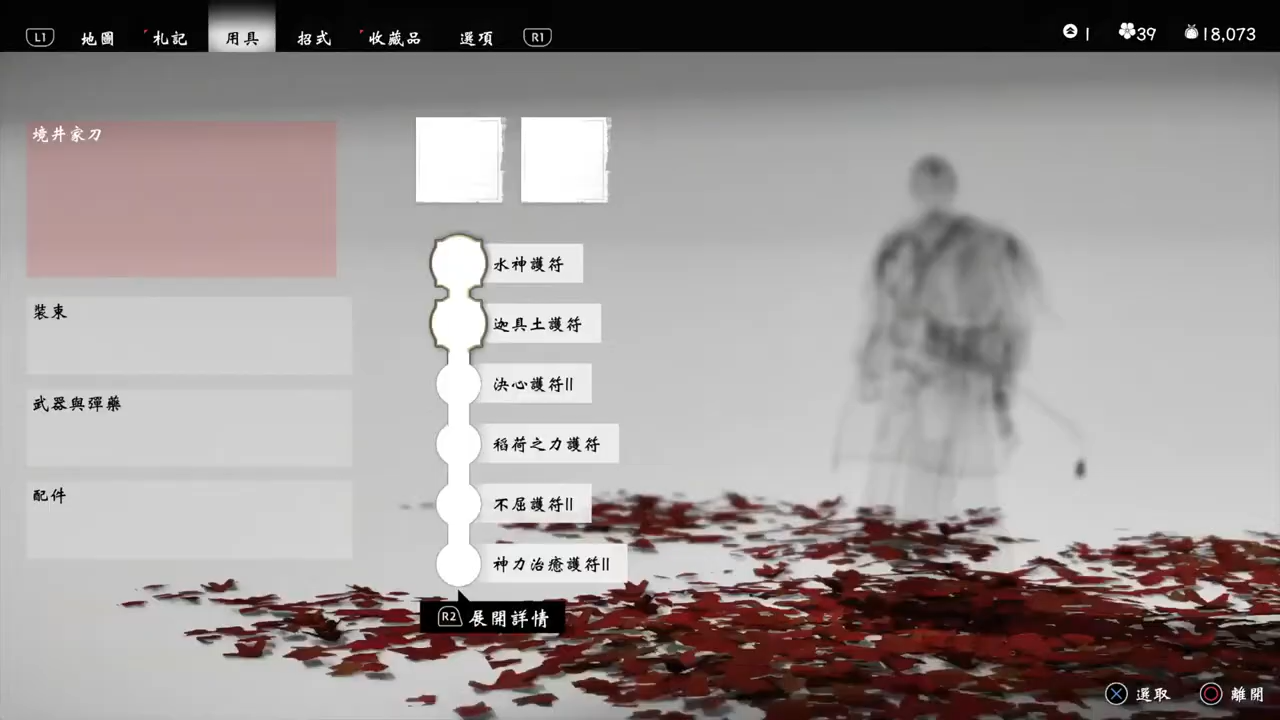 L1 地圖 札記 用具 招式 收藏品 選項 R1 1 39 18,073
境井家刀
裝束
武器與彈藥
配件
水神護符
迦具土護符
決心護符II
稻荷之力護符
不屈護符II
神力治癒護符II
R2 展開詳情
選取 離開